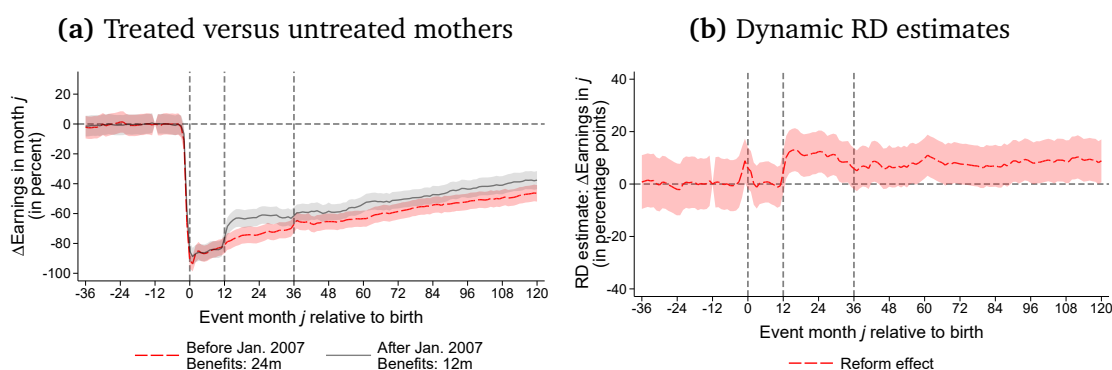 (a) Treated versus untreated mothers
ΔEarnings in month j
(in percent)
20
0
-20
-40
-60
-80
-100
-36 -24 -12 0 12 24 36 48 60 72 84 96 108 120
Event month j relative to birth
Before Jan. 2007
Benefits: 24m
After Jan. 2007
Benefits: 12m
(b) Dynamic RD estimates
RD estimate: ΔEarnings in j
(in percentage points)
40
20
0
-20
-40
-36 -24 -12 0 12 24 36 48 60 72 84 96 108 120
Event month j relative to birth
Reform effect